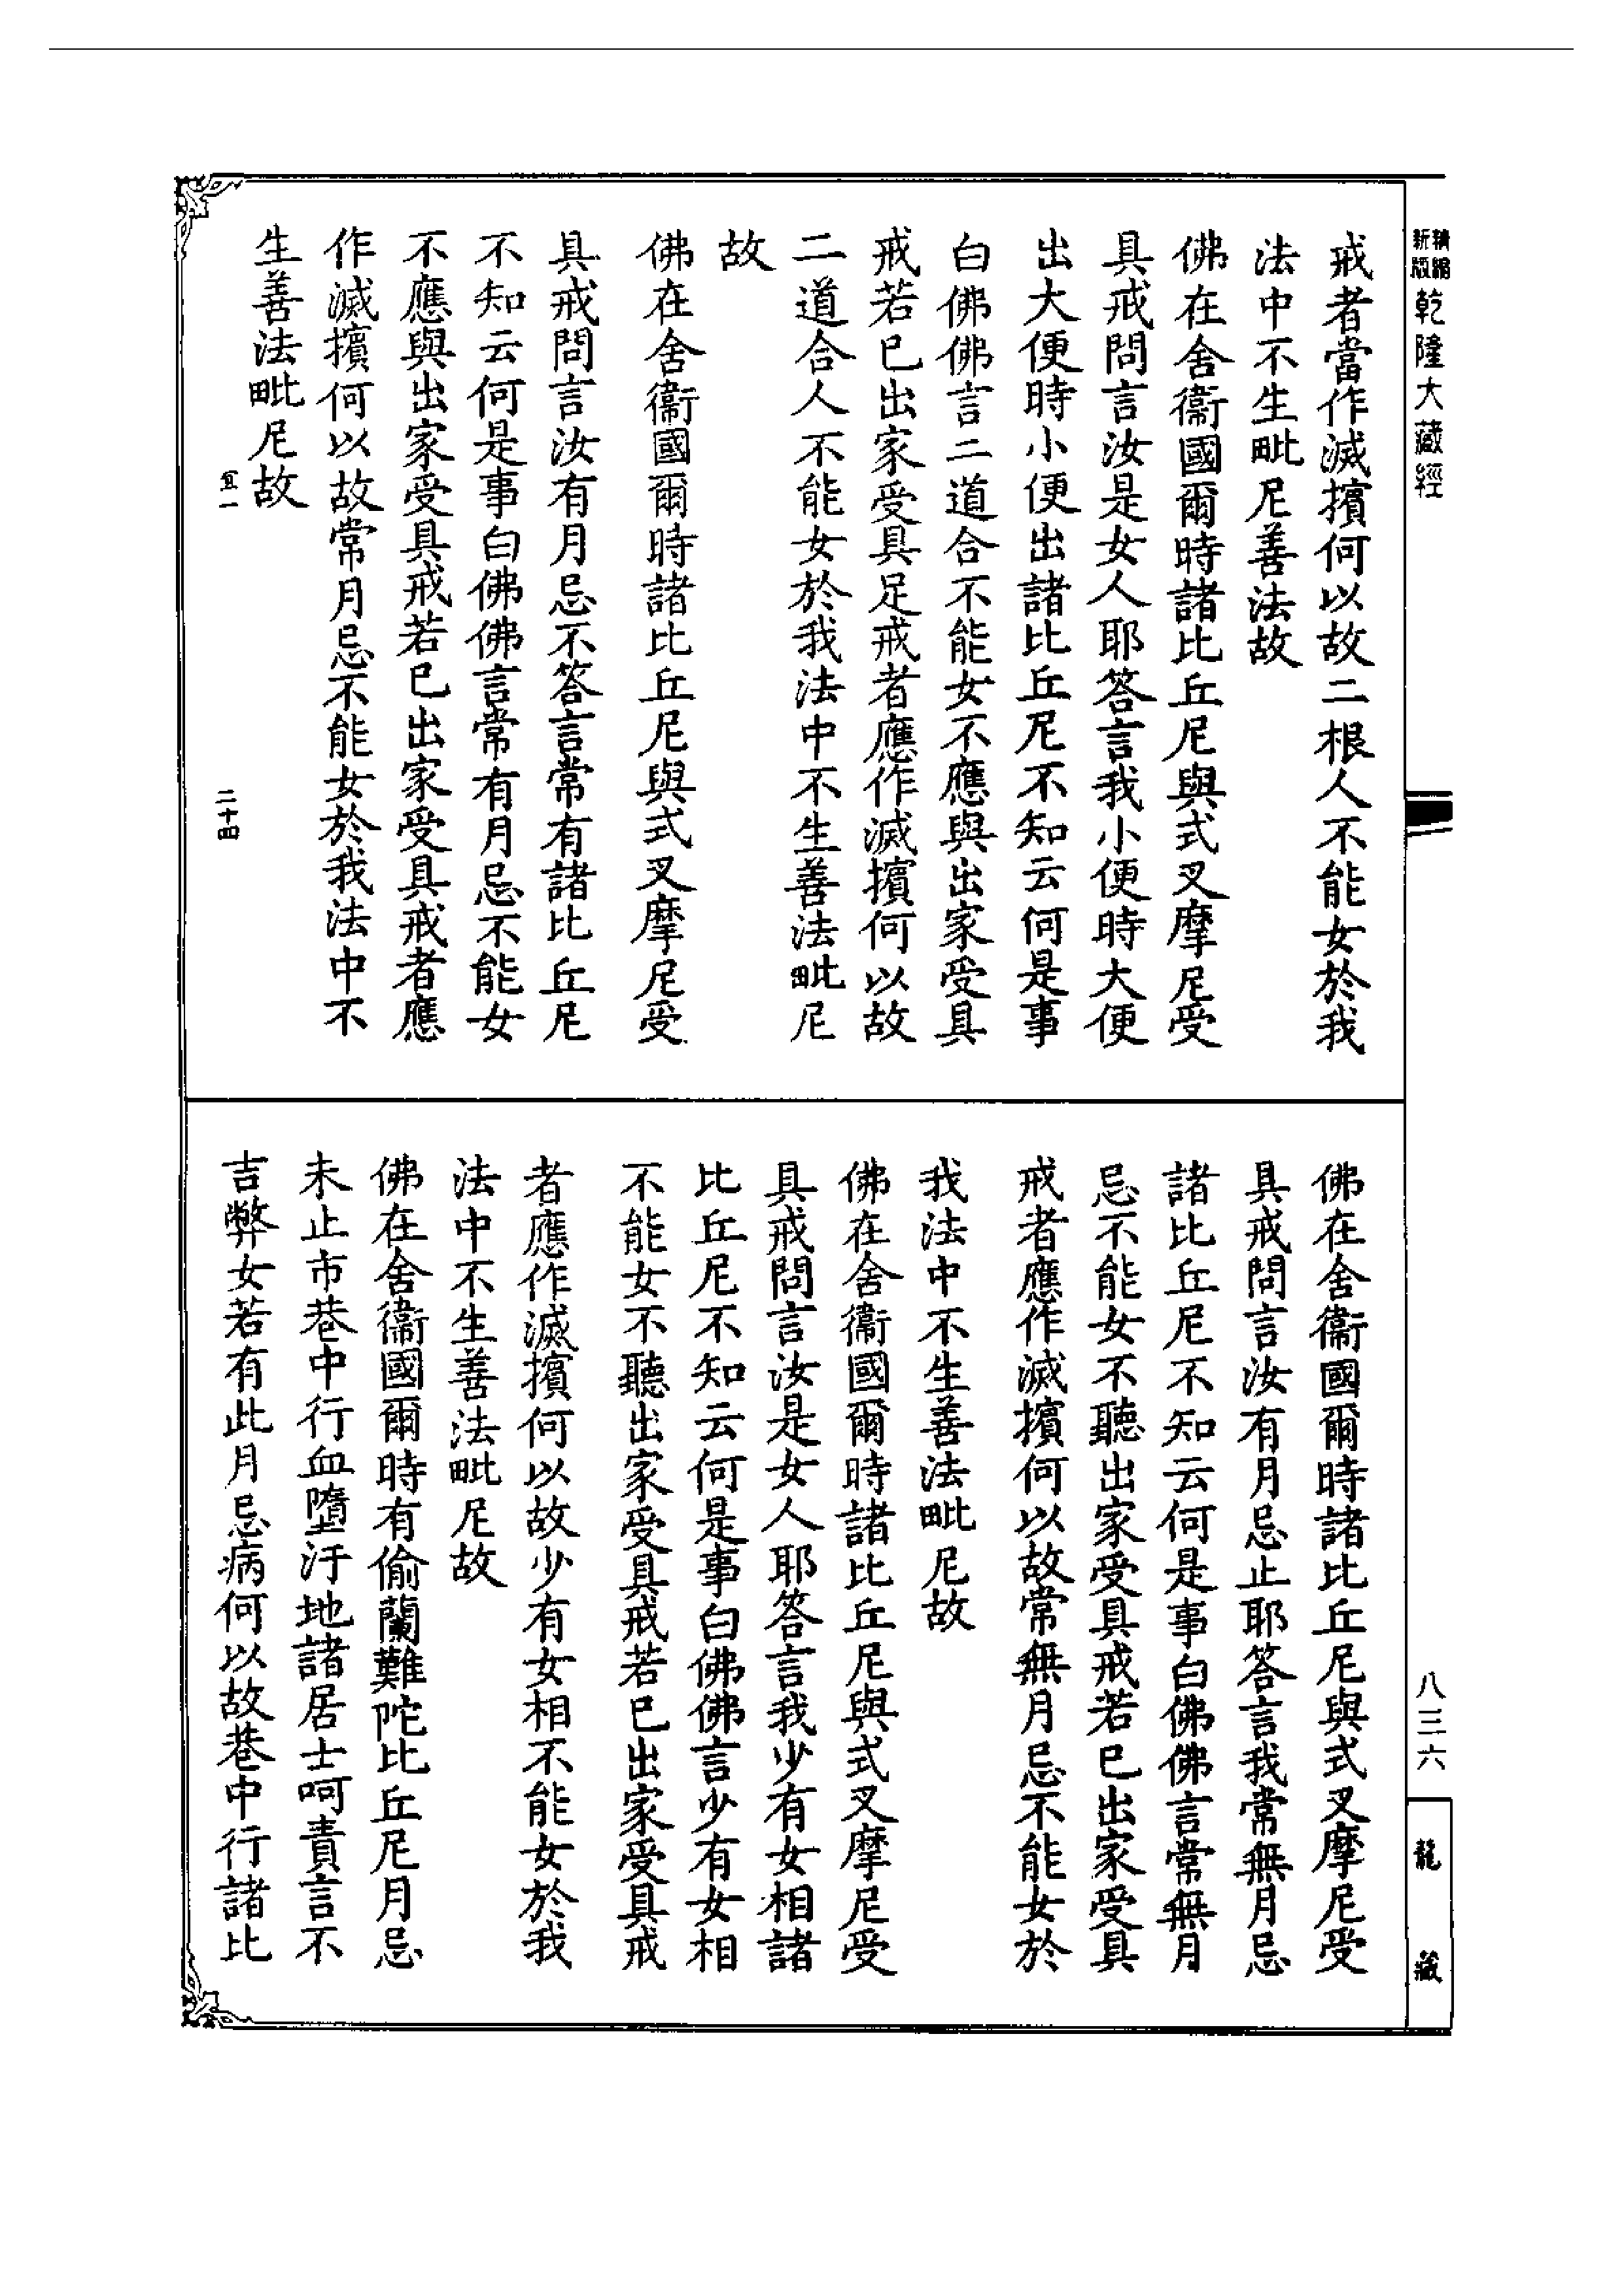 新版精編 乾隆大藏經
戒者當作滅擯何以故二根人不能女於我
法中不生毗尼善法故
佛在舍衞國爾時諸比丘尼與式叉摩尼受
具戒問言汝是女人耶答言我小便時大便
出大便時小便出諸比丘尼不知云何是事
白佛佛言二道合不能女不應與出家受具
戒若已出家受具足戒者應作滅擯何以故
二道合人不能女於我法中不生善法毗尼
故
佛在舍衞國爾時諸比丘尼與式叉摩尼受
具戒問言汝有月忌不答言常有諸比丘尼
不知云何是事白佛佛言常有月忌不能女
不應與出家受具戒若已出家受具戒者應
作滅擯何以故常月忌不能女於我法中不
生善法毗尼故
宜一 二十四
佛在舍衞國爾時諸比丘尼與式叉摩尼受
具戒問言汝有月忌止耶答言我常無月忌
諸比丘尼不知云何是事白佛佛言常無月
忌不能女不聽出家受具戒若已出家受具
戒者應作滅擯何以故常無月忌不能女於
我法中不生善法毗尼故
佛在舍衞國爾時諸比丘尼與式叉摩尼受
具戒問言汝是女人耶答言我少有女相諸
比丘尼不知云何是事白佛佛言少有女相
不能女不聽出家受具戒若已出家受具戒
者應作滅擯何以故少有女相不能女於我
法中不生善法毗尼故
佛在舍衞國爾時有偷蘭難陀比丘尼月忌
未止市巷中行血墮汙地諸居士呵責言不
吉弊女若有此月忌病何以故巷中行諸比
八三六
龍藏